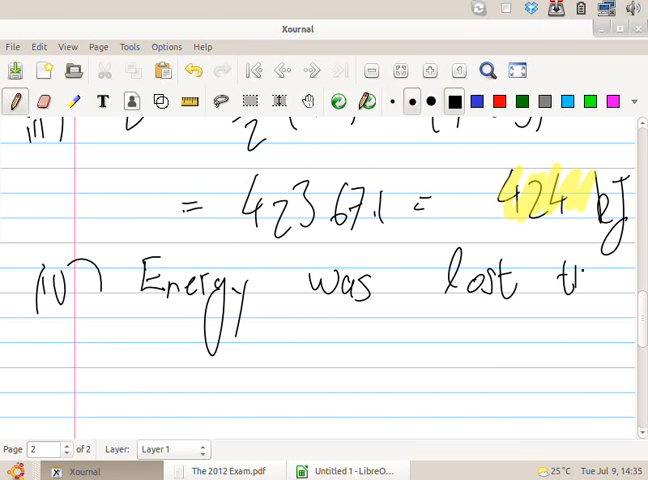 Xournal
File Edit View Page Tools Options Help
= 42367.1 = 424 kJ
(iv) Energy was lost
Page 2 of 2 Layer: Layer 1
Xournal The 2012 Exam.pdf Untitled 1 - LibreO... 25 °C Tue Jul 9, 14:35